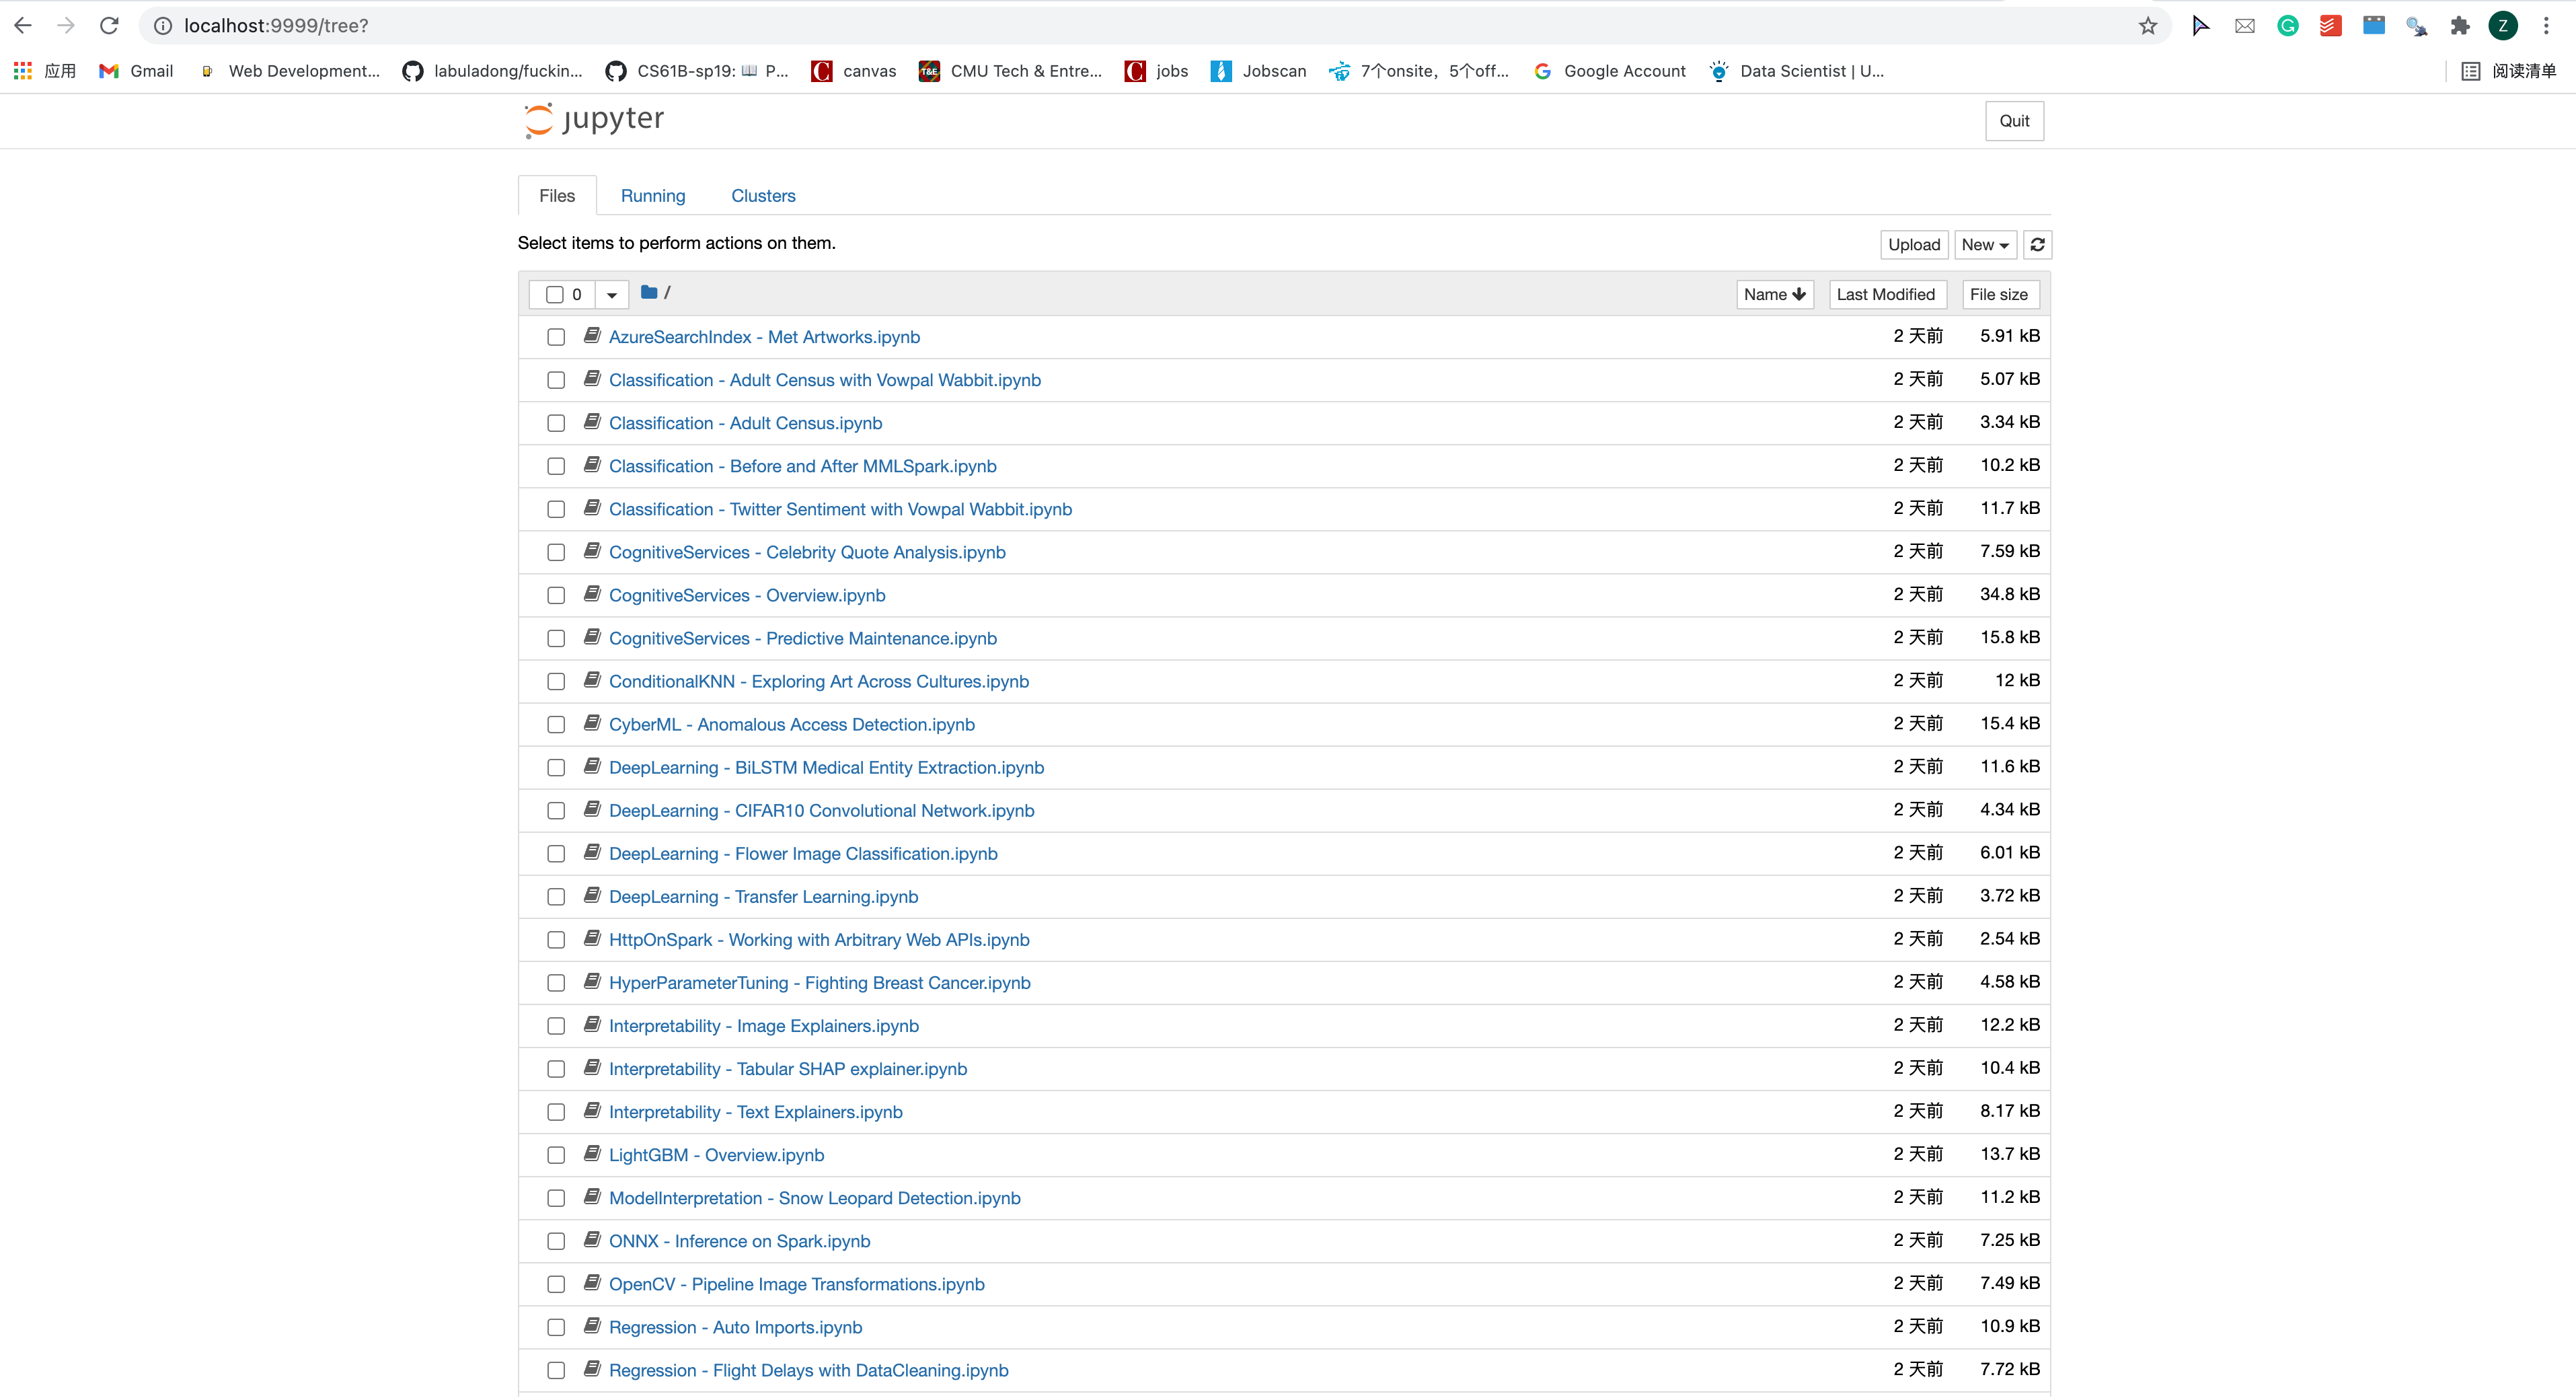 localhost:9999/tree?
Z
应用 Gmail Web Development... labuladong/fuckin... CS61B-sp19: P... canvas T&E CMU Tech & Entre... jobs Jobscan 7个onsite，5个off... Google Account Data Scientist | U... 阅读清单
jupyter Quit
Files Running Clusters
Select items to perform actions on them. Upload New
0 / Name Last Modified File size
AzureSearchIndex - Met Artworks.ipynb 2 天前 5.91 kB
Classification - Adult Census with Vowpal Wabbit.ipynb 2 天前 5.07 kB
Classification - Adult Census.ipynb 2 天前 3.34 kB
Classification - Before and After MMLSpark.ipynb 2 天前 10.2 kB
Classification - Twitter Sentiment with Vowpal Wabbit.ipynb 2 天前 11.7 kB
CognitiveServices - Celebrity Quote Analysis.ipynb 2 天前 7.59 kB
CognitiveServices - Overview.ipynb 2 天前 34.8 kB
CognitiveServices - Predictive Maintenance.ipynb 2 天前 15.8 kB
ConditionalKNN - Exploring Art Across Cultures.ipynb 2 天前 12 kB
CyberML - Anomalous Access Detection.ipynb 2 天前 15.4 kB
DeepLearning - BiLSTM Medical Entity Extraction.ipynb 2 天前 11.6 kB
DeepLearning - CIFAR10 Convolutional Network.ipynb 2 天前 4.34 kB
DeepLearning - Flower Image Classification.ipynb 2 天前 6.01 kB
DeepLearning - Transfer Learning.ipynb 2 天前 3.72 kB
HttpOnSpark - Working with Arbitrary Web APIs.ipynb 2 天前 2.54 kB
HyperParameterTuning - Fighting Breast Cancer.ipynb 2 天前 4.58 kB
Interpretability - Image Explainers.ipynb 2 天前 12.2 kB
Interpretability - Tabular SHAP explainer.ipynb 2 天前 10.4 kB
Interpretability - Text Explainers.ipynb 2 天前 8.17 kB
LightGBM - Overview.ipynb 2 天前 13.7 kB
ModelInterpretation - Snow Leopard Detection.ipynb 2 天前 11.2 kB
ONNX - Inference on Spark.ipynb 2 天前 7.25 kB
OpenCV - Pipeline Image Transformations.ipynb 2 天前 7.49 kB
Regression - Auto Imports.ipynb 2 天前 10.9 kB
Regression - Flight Delays with DataCleaning.ipynb 2 天前 7.72 kB